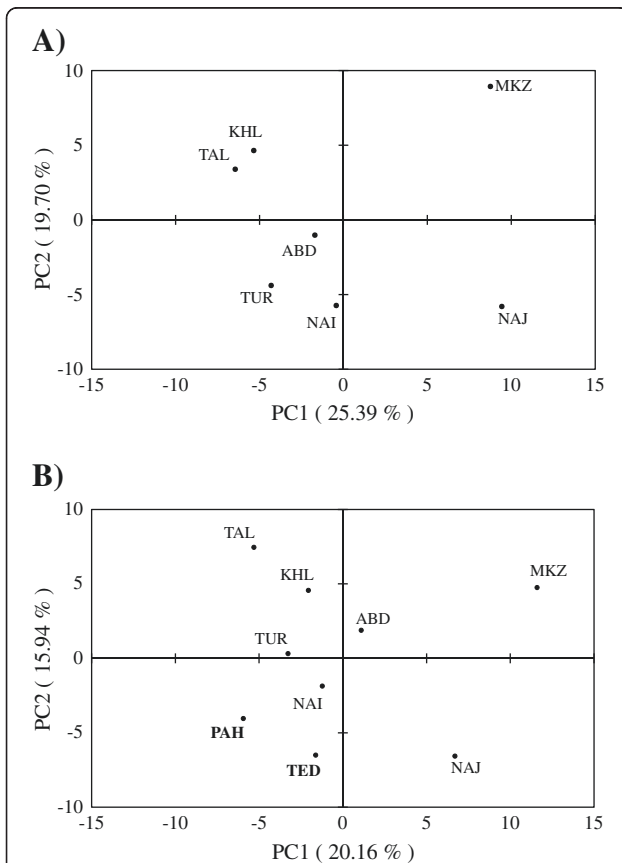 A)
10
MKZ
KHL
5
TAL
PC2 ( 19.70 % )
0
ABD
TUR
-5
NAI
NAJ
-10
-15 -10 -5 0 5 10 15
PC1 ( 25.39 % )
B)
10
TAL
KHL
MKZ
5
ABD
TUR
PC2 ( 15.94 % )
0
NAI
PAH
-5
TED
NAJ
-10
-15 -10 -5 0 5 10 15
PC1 ( 20.16 % )